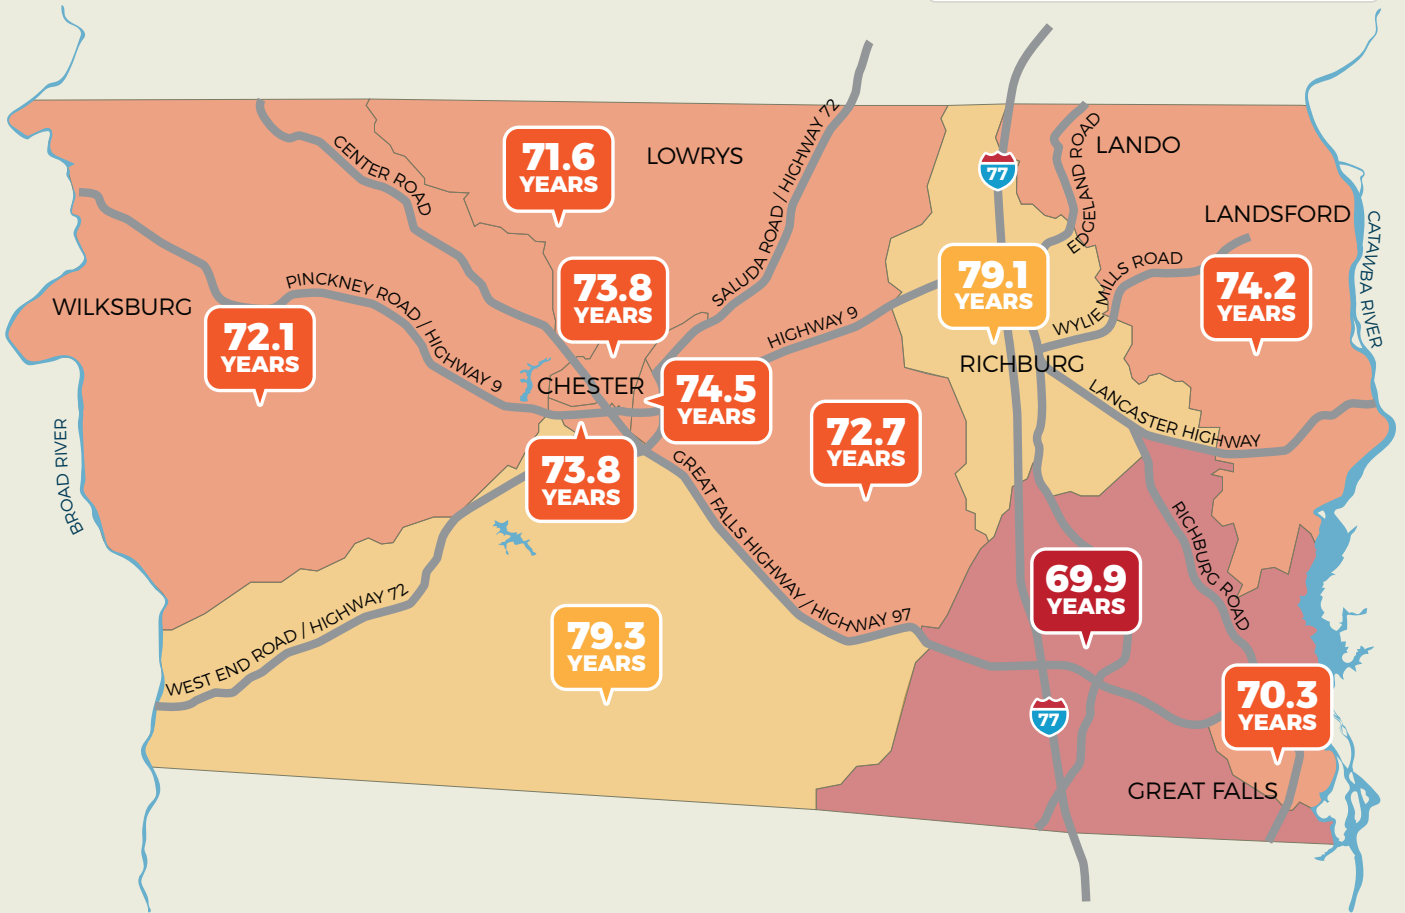 SALUDA ROAD / HIGHWAY 72
CENTER ROAD
71.6
YEARS
LOWRYS
77
EDGELAND ROAD
LANDO
LANDSFORD
CATAWBA RIVER
PINCKNEY ROAD / HIGHWAY 9
WILKSBURG
72.1
YEARS
73.8
YEARS
HIGHWAY 9
79.1
YEARS
WYLIE MILLS ROAD
74.2
YEARS
RICHBURG
CHESTER
74.5
YEARS
LANCASTER HIGHWAY
72.7
YEARS
BROAD RIVER
73.8
YEARS
GREAT FALLS HIGHWAY / HIGHWAY 97
RICHBURG ROAD
69.9
YEARS
WEST END ROAD / HIGHWAY 72
79.3
YEARS
77
70.3
YEARS
GREAT FALLS